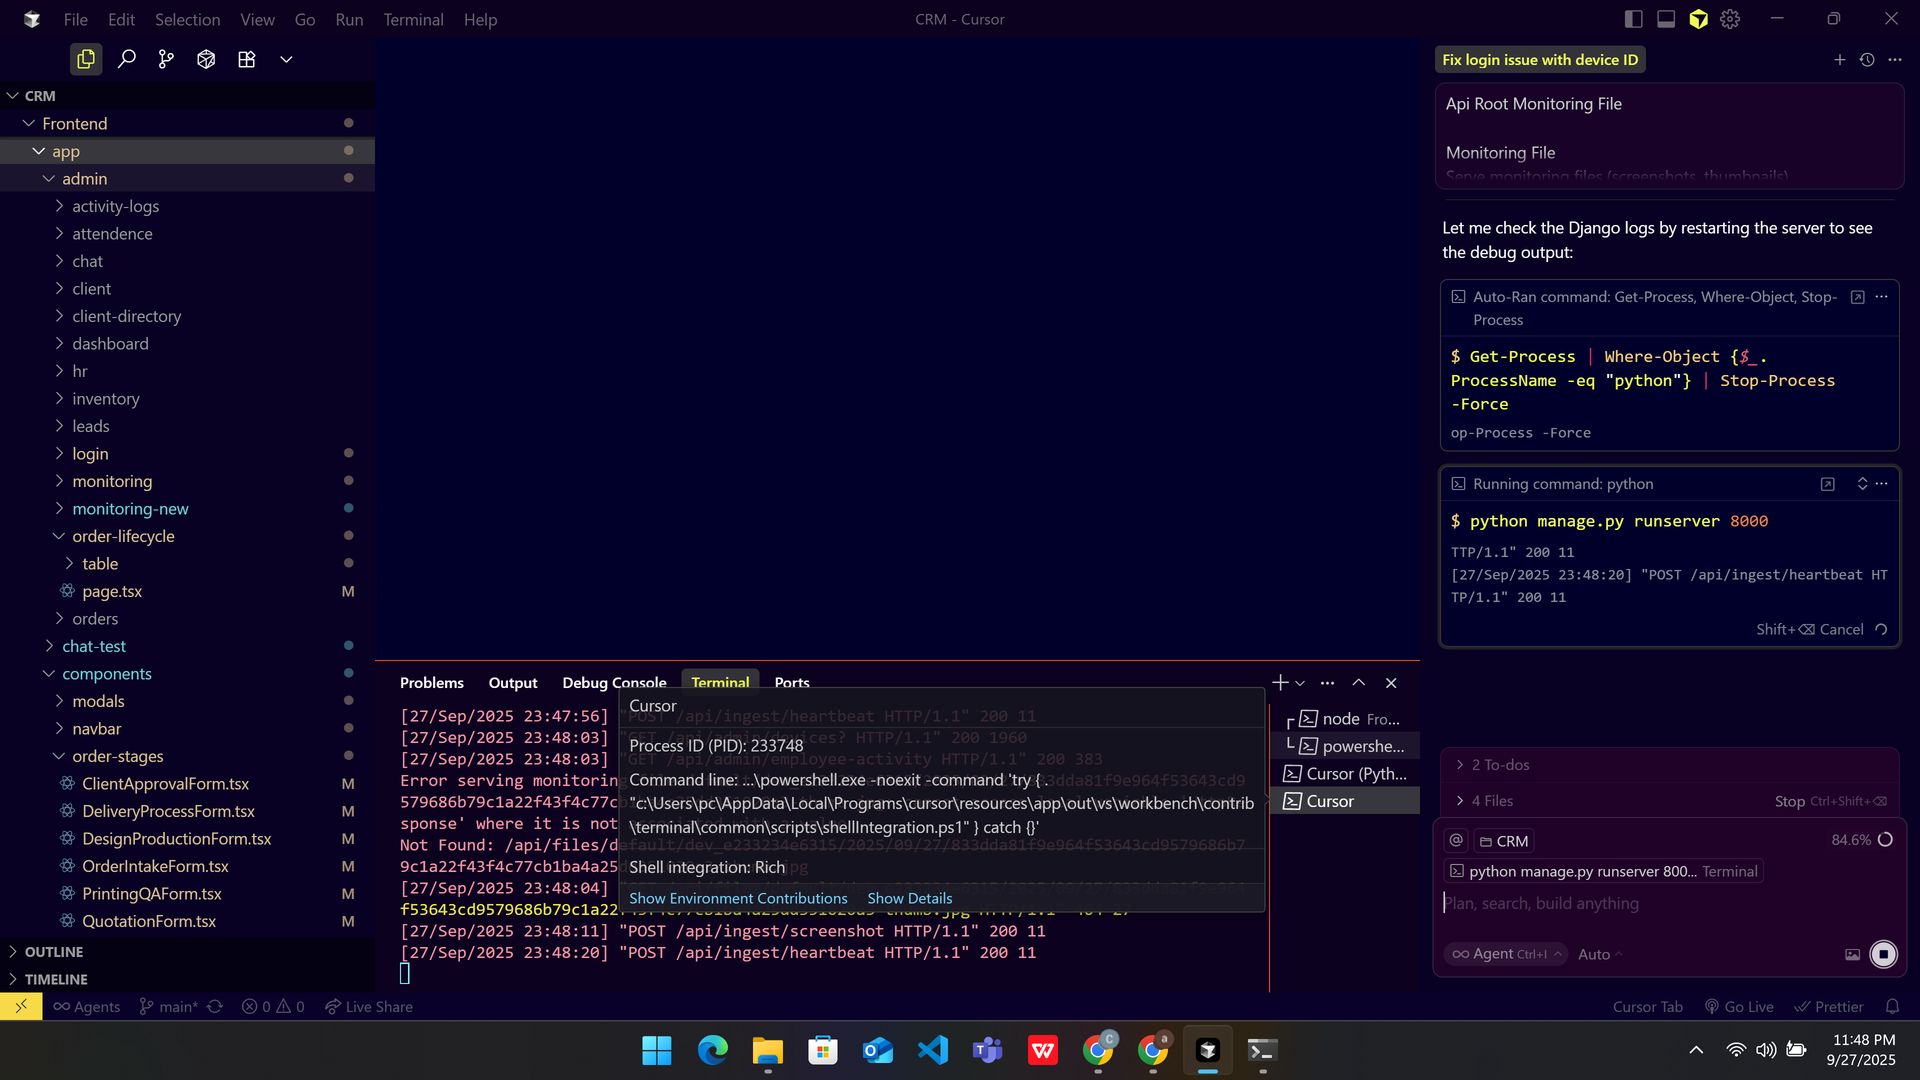 File Edit Selection View Go Run Terminal Help
CRM - Cursor
CRM
Frontend
app
admin
activity-logs
attendence
chat
client
client-directory
dashboard
hr
inventory
leads
login
monitoring
monitoring-new
order-lifecycle
table
page.tsx M
orders
chat-test
components
modals
navbar
order-stages
ClientApprovalForm.tsx M
DeliveryProcessForm.tsx M
DesignProductionForm.tsx M
OrderIntakeForm.tsx M
PrintingQAForm.tsx M
QuotationForm.tsx M
OUTLINE
TIMELINE
Problems Output Debug Console Terminal Ports
[27/Sep/2025 23:47:56] "POST /api/ingest/heartbeat HTTP/1.1" 200 11
[27/Sep/2025 23:48:03] "GET /api/admin/devices? HTTP/1.1" 200 1960
[27/Sep/2025 23:48:03] "GET /api/admin/employee-activity HTTP/1.1" 200 383
Error serving monitoring
579686b79c1a22f43f4c77cb
sponse' where it is not
Not Found: /api/files/default/dev_e233234e6315/2025/09/27/833dda81f9e964f53643cd9579686b7
9c1a22f43f4c77cb1ba4a25d
[27/Sep/2025 23:48:04]
f53643cd9579686b79c1a22
[27/Sep/2025 23:48:11] "POST /api/ingest/screenshot HTTP/1.1" 200 11
[27/Sep/2025 23:48:20] "POST /api/ingest/heartbeat HTTP/1.1" 200 11
Cursor
Process ID (PID): 233748
Command line: ...\powershell.exe -noexit -command 'try { .
"c:\Users\pc\AppData\Local\Programs\cursor\resources\app\out\vs\workbench\contrib
\terminal\common\scripts\shellIntegration.ps1" } catch {}'
Shell integration: Rich
Show Environment Contributions Show Details
node Fro...
powershe...
Cursor (Pyth...
Cursor
Fix login issue with device ID
Api Root Monitoring File
Monitoring File
Serve monitoring files (screenshots, thumbnails)
Let me check the Django logs by restarting the server to see
the debug output:
Auto-Ran command: Get-Process, Where-Object, Stop-
Process
$ Get-Process | Where-Object {$_.
ProcessName -eq "python"} | Stop-Process
-Force
op-Process -Force
Running command: python
$ python manage.py runserver 8000
TTP/1.1" 200 11
[27/Sep/2025 23:48:20] "POST /api/ingest/heartbeat HT
TP/1.1" 200 11
Shift+⌫ Cancel
2 To-dos
4 Files Stop Ctrl+Shift+⌫
@ CRM 84.6%
python manage.py runserver 800... Terminal
Plan, search, build anything
Agent Ctrl+I Auto
Agents main* 0 0 Live Share
Cursor Tab Go Live Prettier
11:48 PM
9/27/2025